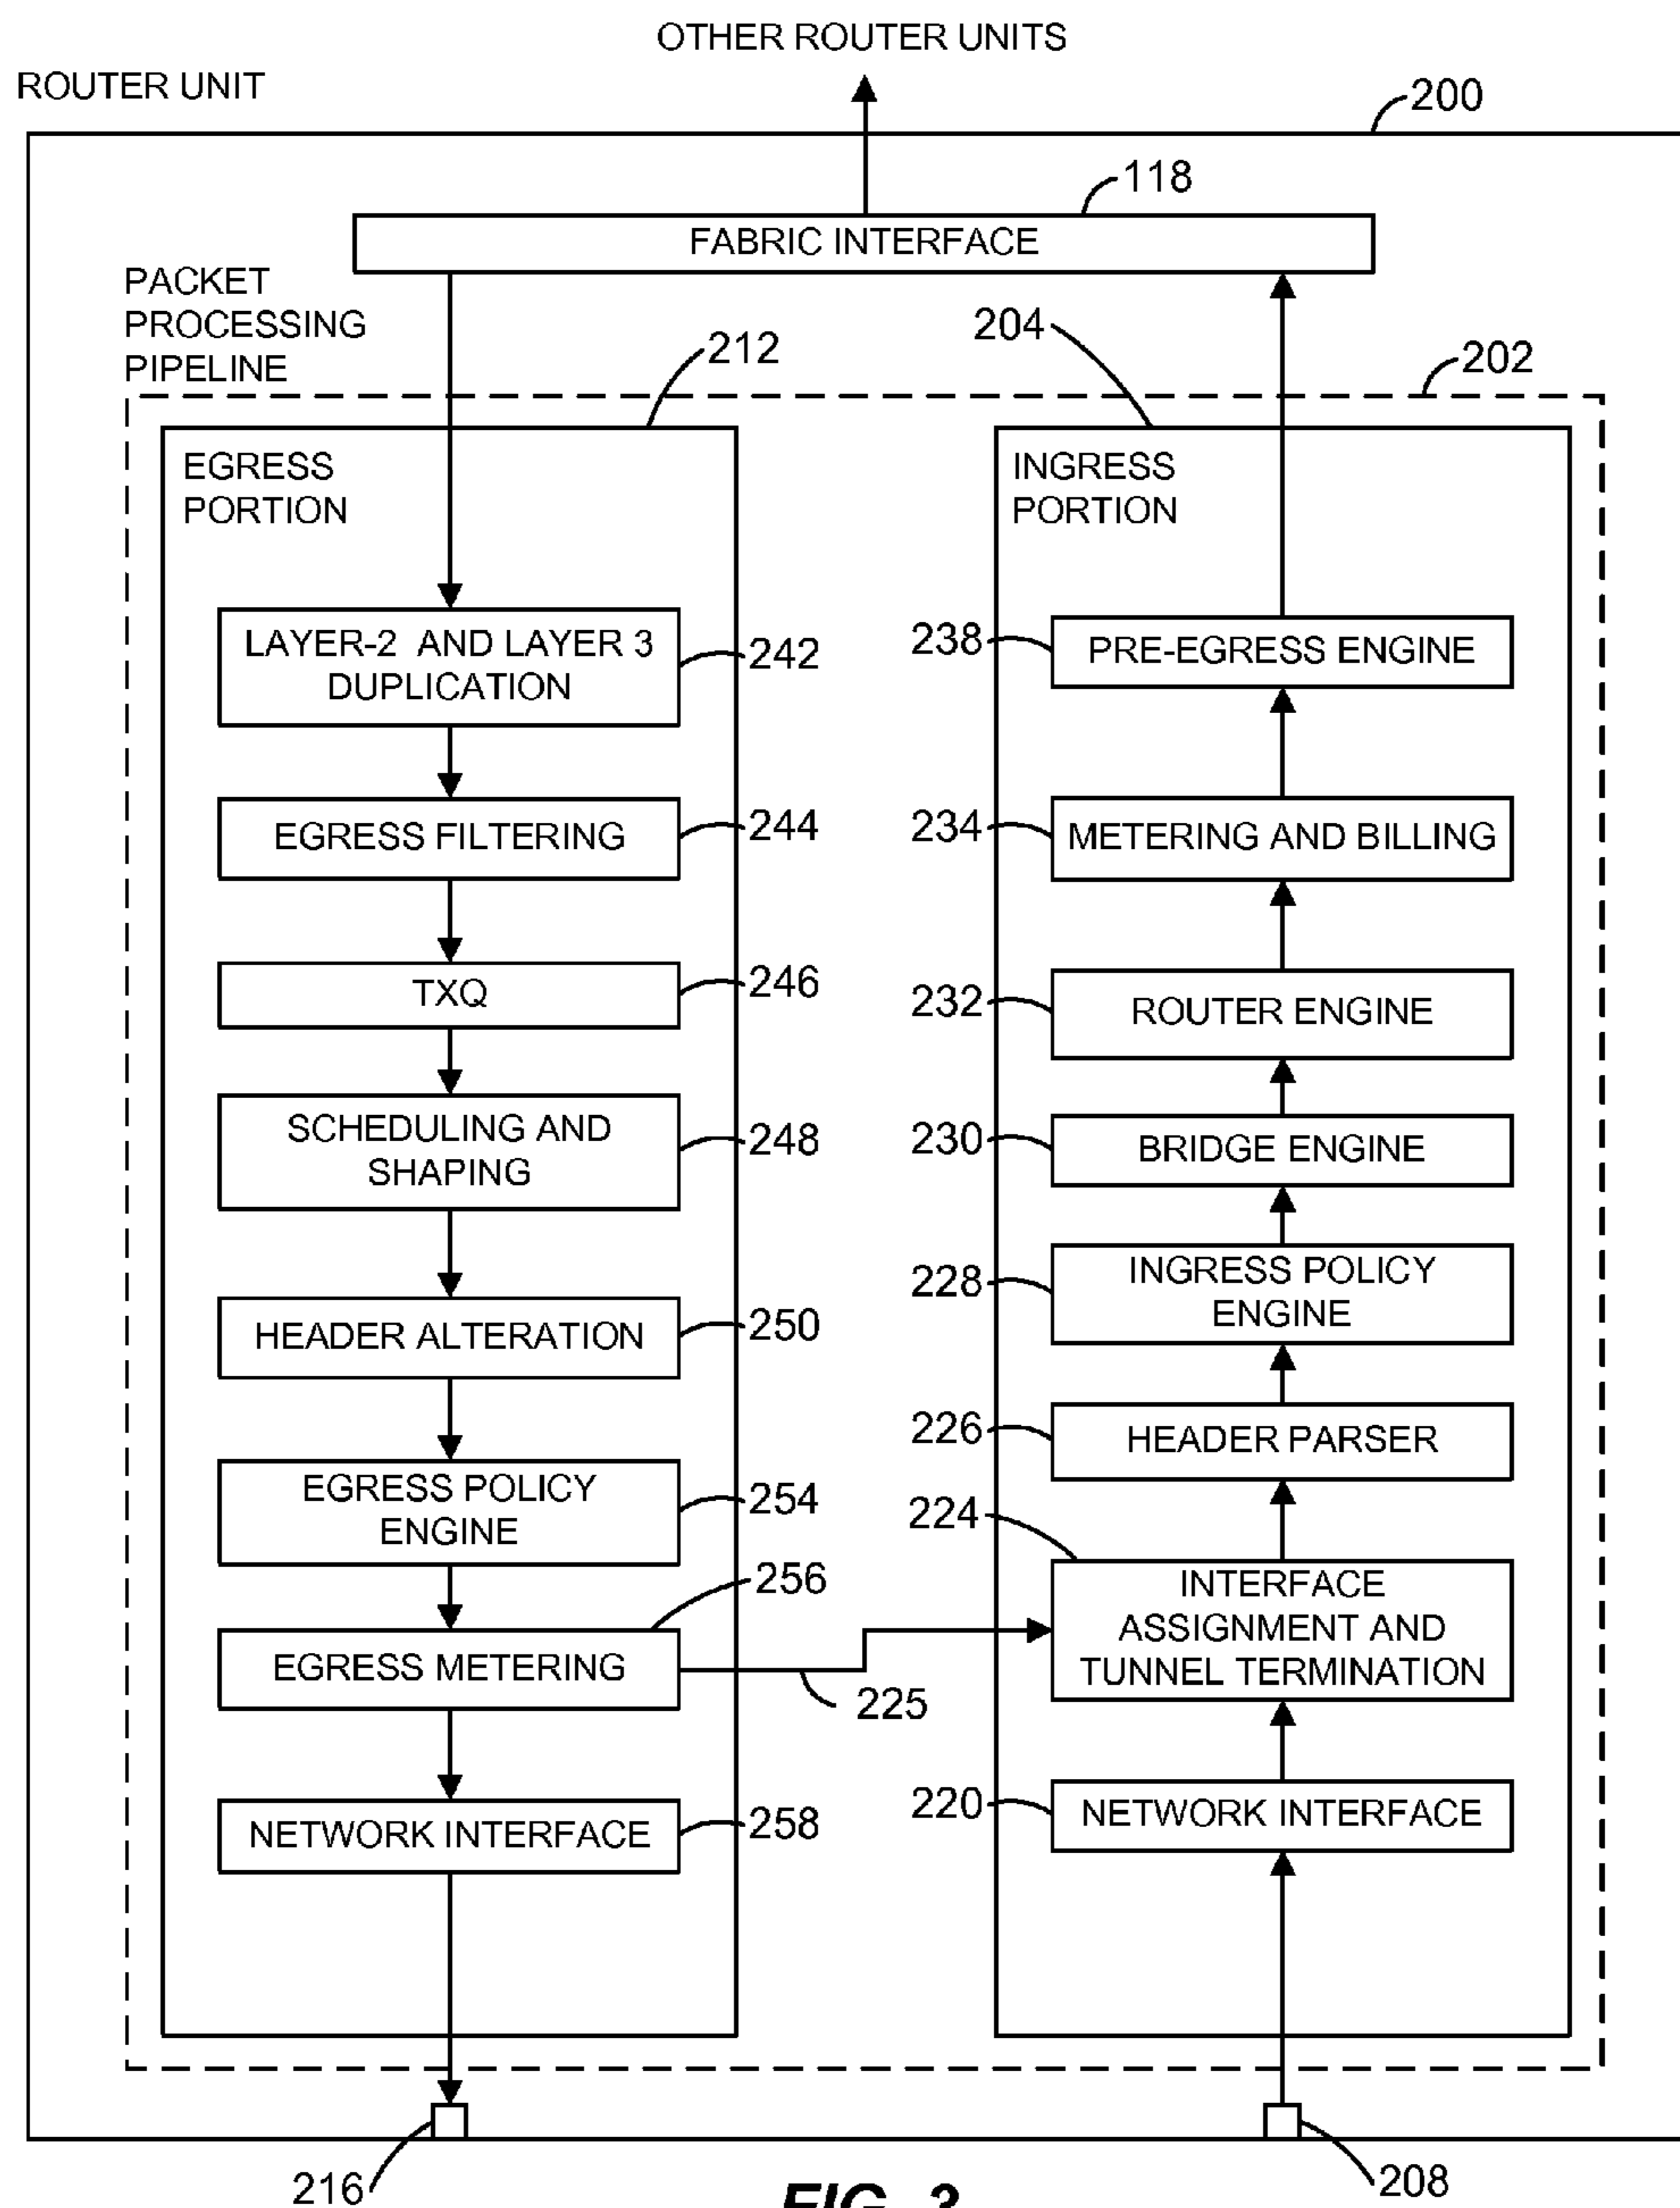 OTHER ROUTER UNITS
ROUTER UNIT
200
118
FABRIC INTERFACE
PACKET
PROCESSING
PIPELINE
212
204
202
EGRESS
PORTION
LAYER-2 AND LAYER 3
DUPLICATION
242
EGRESS FILTERING
244
TXQ
246
SCHEDULING AND
SHAPING
248
HEADER ALTERATION
250
EGRESS POLICY
ENGINE
254
256
EGRESS METERING
225
NETWORK INTERFACE
258
216
INGRESS
PORTION
238
PRE-EGRESS ENGINE
234
METERING AND BILLING
232
ROUTER ENGINE
230
BRIDGE ENGINE
228
INGRESS POLICY
ENGINE
226
HEADER PARSER
224
INTERFACE
ASSIGNMENT AND
TUNNEL TERMINATION
220
NETWORK INTERFACE
208
FIG. 3